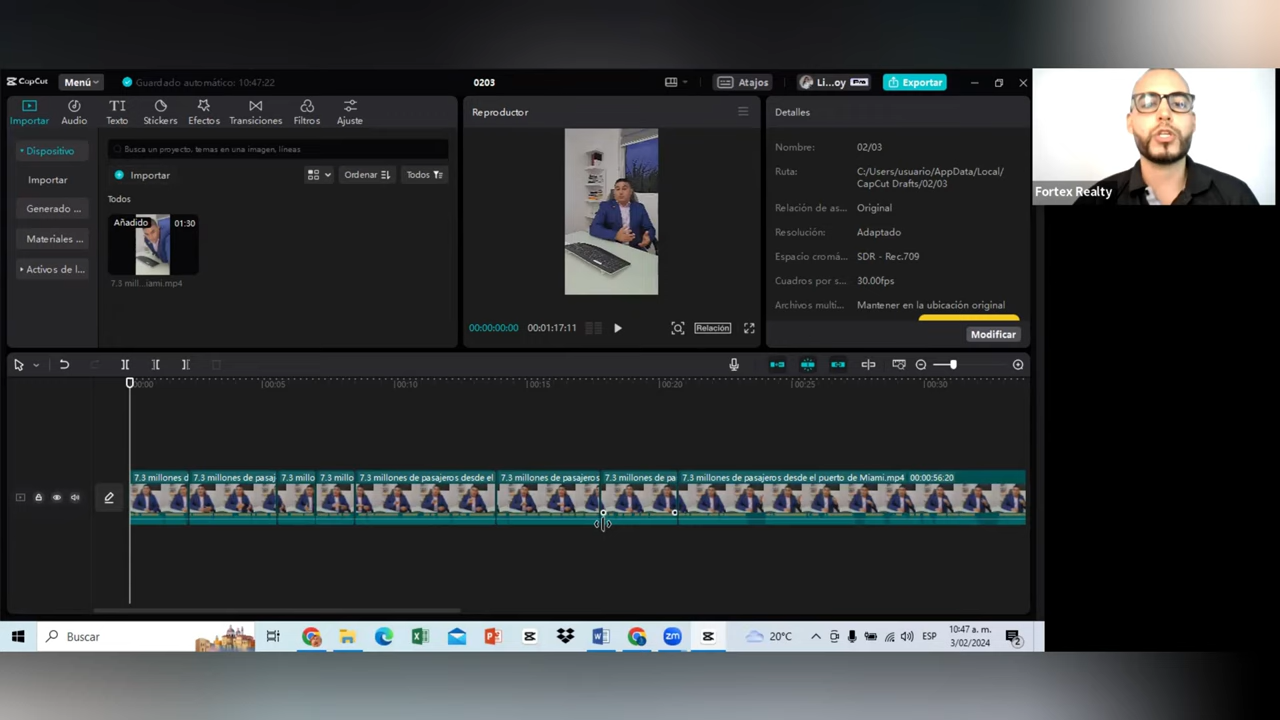 CapCut
Menú
Guardado automático: 10:47:22
0203
Atajos
Li...oy
Pro
Exportar
Importar
Audio
Texto
Stickers
Efectos
Transiciones
Filtros
Ajuste
Dispositivo
Importar
Generado ...
Materiales ...
Activos de l...
Busca un proyecto, temas en una imagen, líneas
Importar
Ordenar
Todos
Todos
Añadido
01:30
7.3 mill...iami.mp4
Reproductor
00:00:00:00
00:01:17:11
Relación
Detalles
Nombre:
02/03
Ruta:
C:/Users/usuario/AppData/Local/
CapCut Drafts/02/03
Relación de as...
Original
Resolución:
Adaptado
Espacio cromá...
SDR - Rec.709
Cuadros por s...
30.00fps
Archivos multi...
Mantener en la ubicación original
Modificar
Fortex Realty
00:00
00:05
00:10
00:15
00:20
00:25
00:30
7.3 millones d
7.3 millones de pasaj
7.3 millo
7.3 millo
7.3 millones de pasajeros desde el
7.3 millones de pasajeros
7.3 millones de pa
7.3 millones de pasajeros desde el puerto de Miami.mp4
00:00:56:20
Buscar
20°C
ESP
10:47 a. m.
3/02/2024
2